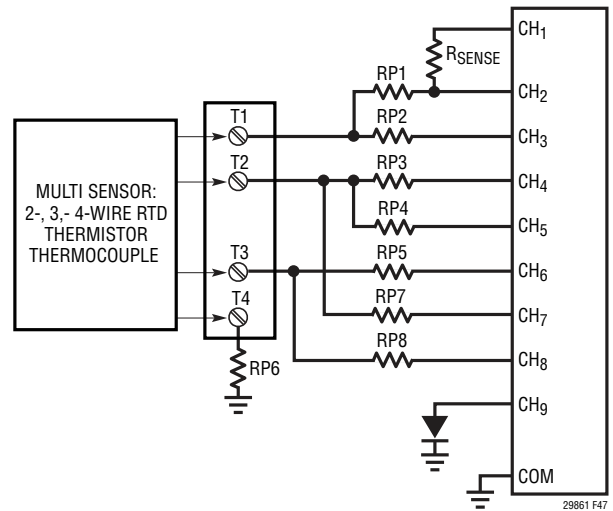 CH1
RSENSE
RP1
CH2
T1
RP2
CH3
T2
RP3
CH4
MULTI SENSOR:
2-, 3,- 4-WIRE RTD
THERMISTOR
THERMOCOUPLE
RP4
CH5
T3
RP5
CH6
T4
RP7
CH7
RP6
RP8
CH8
CH9
COM
29861 F47